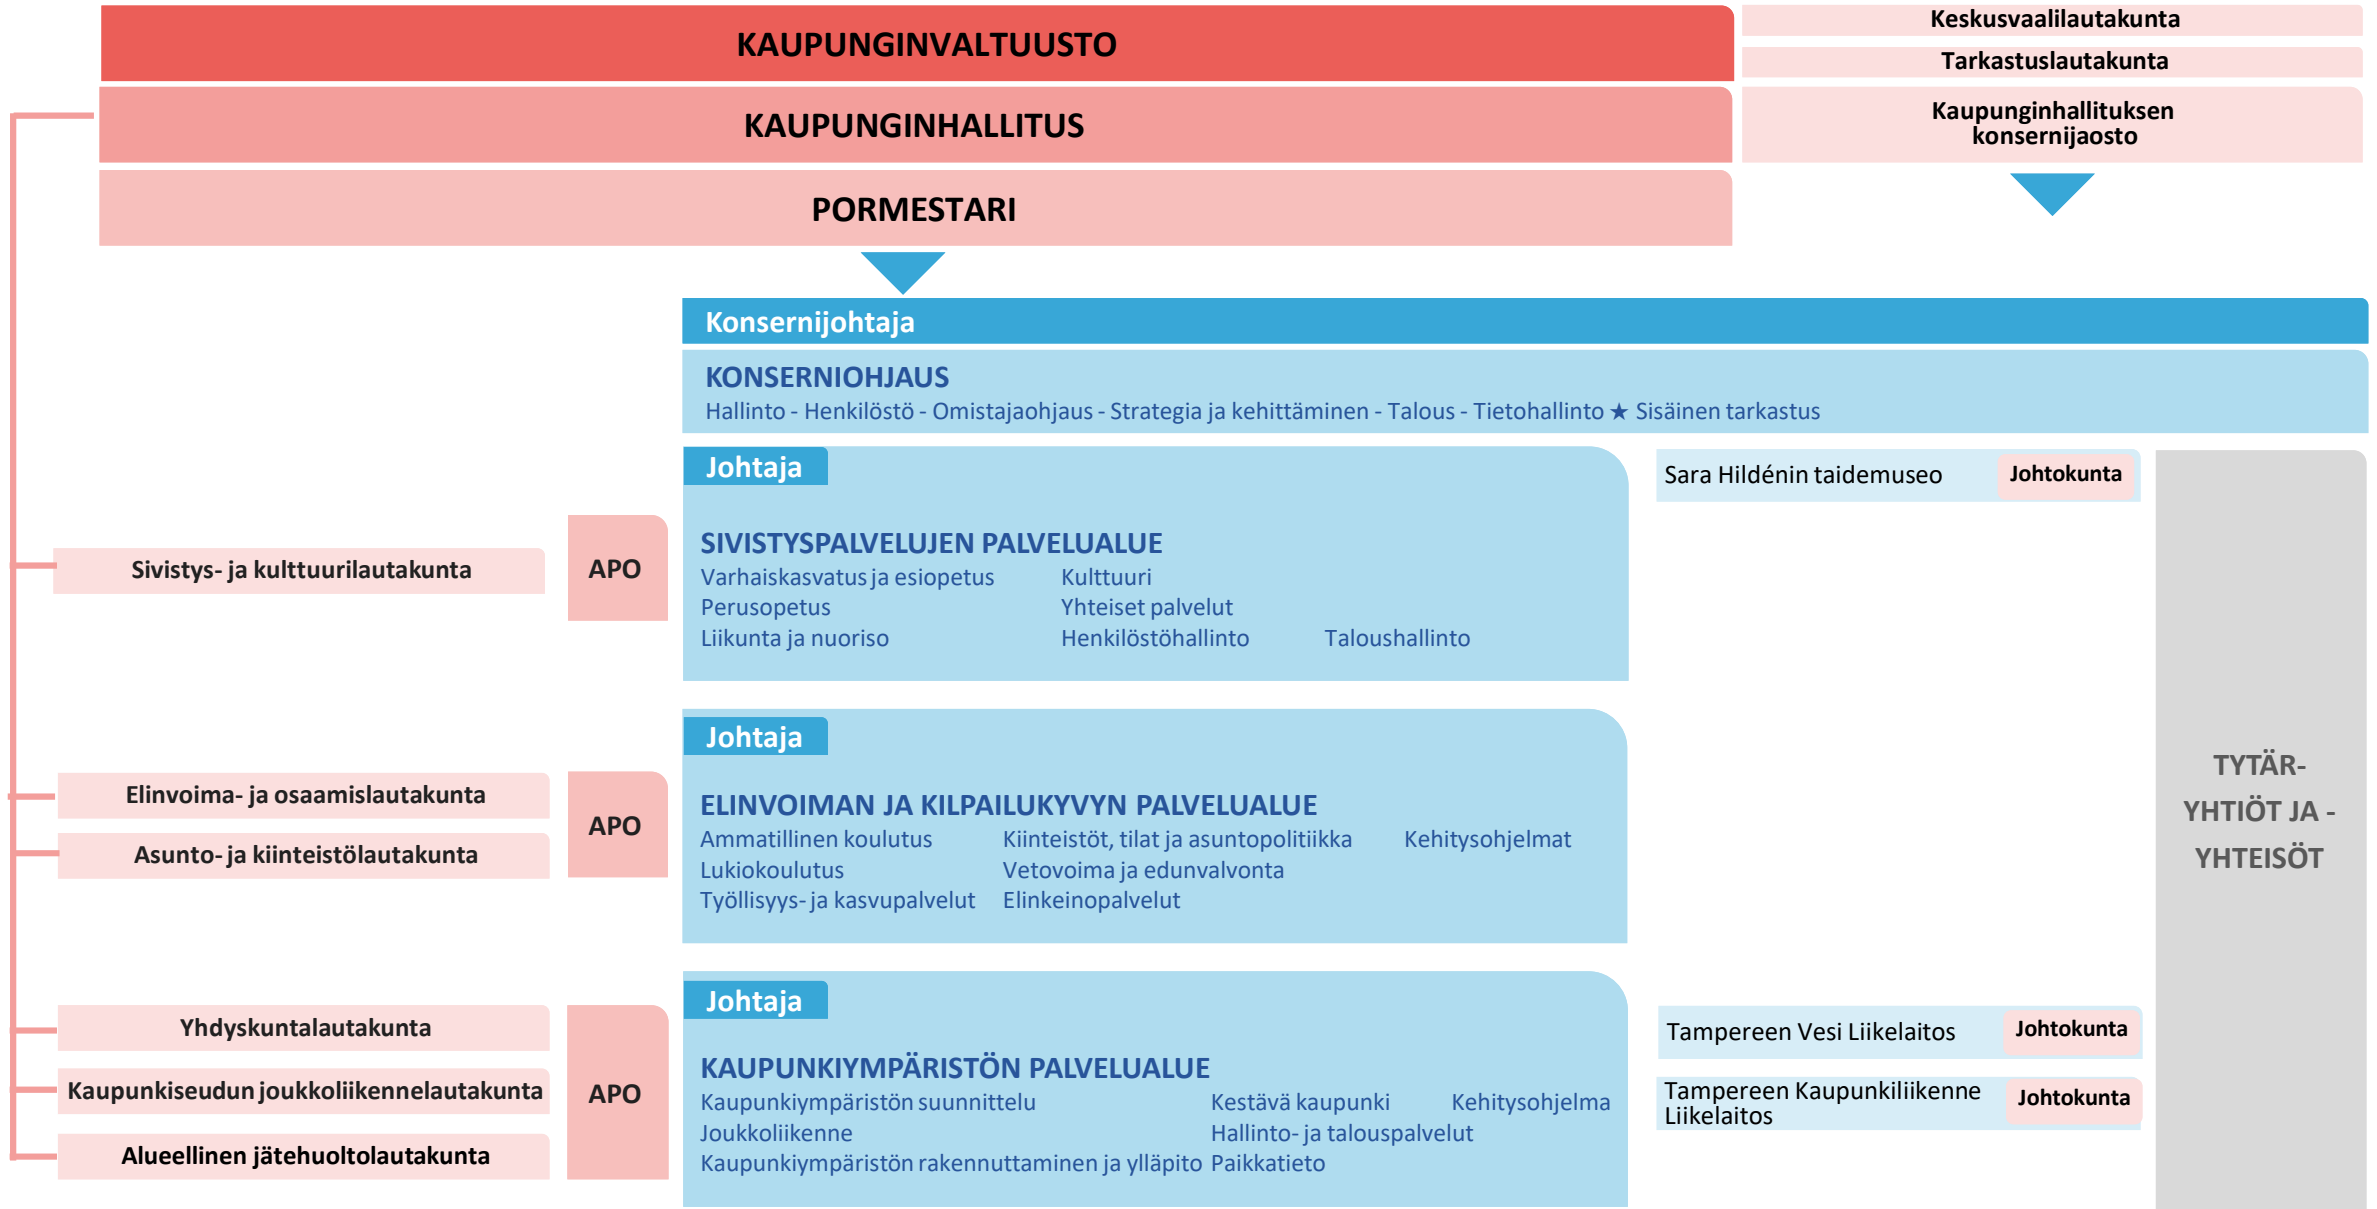 KAUPUNGINVALTUUSTO
Keskusvaalilautakunta
Tarkastuslautakunta
KAUPUNGINHALLITUS
Kaupunginhallituksen
konsernijaosto
PORMESTARI
Konsernijohtaja
KONSERNIOHJAUS
Hallinto - Henkilöstö - Omistajaohjaus - Strategia ja kehittäminen - Talous - Tietohallinto ★ Sisäinen tarkastus
Sivistys- ja kulttuurilautakunta
APO
Johtaja
SIVISTYSPALVELUJEN PALVELUALUE
Varhaiskasvatus ja esiopetus Kulttuuri
Perusopetus Yhteiset palvelut
Liikunta ja nuoriso Henkilöstöhallinto Taloushallinto
Sara Hildénin taidemuseo Johtokunta
Elinvoima- ja osaamislautakunta
Asunto- ja kiinteistölautakunta
APO
Johtaja
ELINVOIMAN JA KILPAILUKYVYN PALVELUALUE
Ammatillinen koulutus Kiinteistöt, tilat ja asuntopolitiikka Kehitysohjelmat
Lukiokoulutus Vetovoima ja edunvalvonta
Työllisyys- ja kasvupalvelut Elinkeinopalvelut
TYTÄR-
YHTIÖT JA -
YHTEISÖT
Yhdyskuntalautakunta
Kaupunkiseudun joukkoliikennelautakunta
Alueellinen jätehuoltolautakunta
APO
Johtaja
KAUPUNKIYMPÄRISTÖN PALVELUALUE
Kaupunkiympäristön suunnittelu Kestävä kaupunki Kehitysohjelma
Joukkoliikenne Hallinto- ja talouspalvelut
Kaupunkiympäristön rakennuttaminen ja ylläpito Paikkatieto
Tampereen Vesi Liikelaitos Johtokunta
Tampereen Kaupunkiliikenne
Liikelaitos
Johtokunta